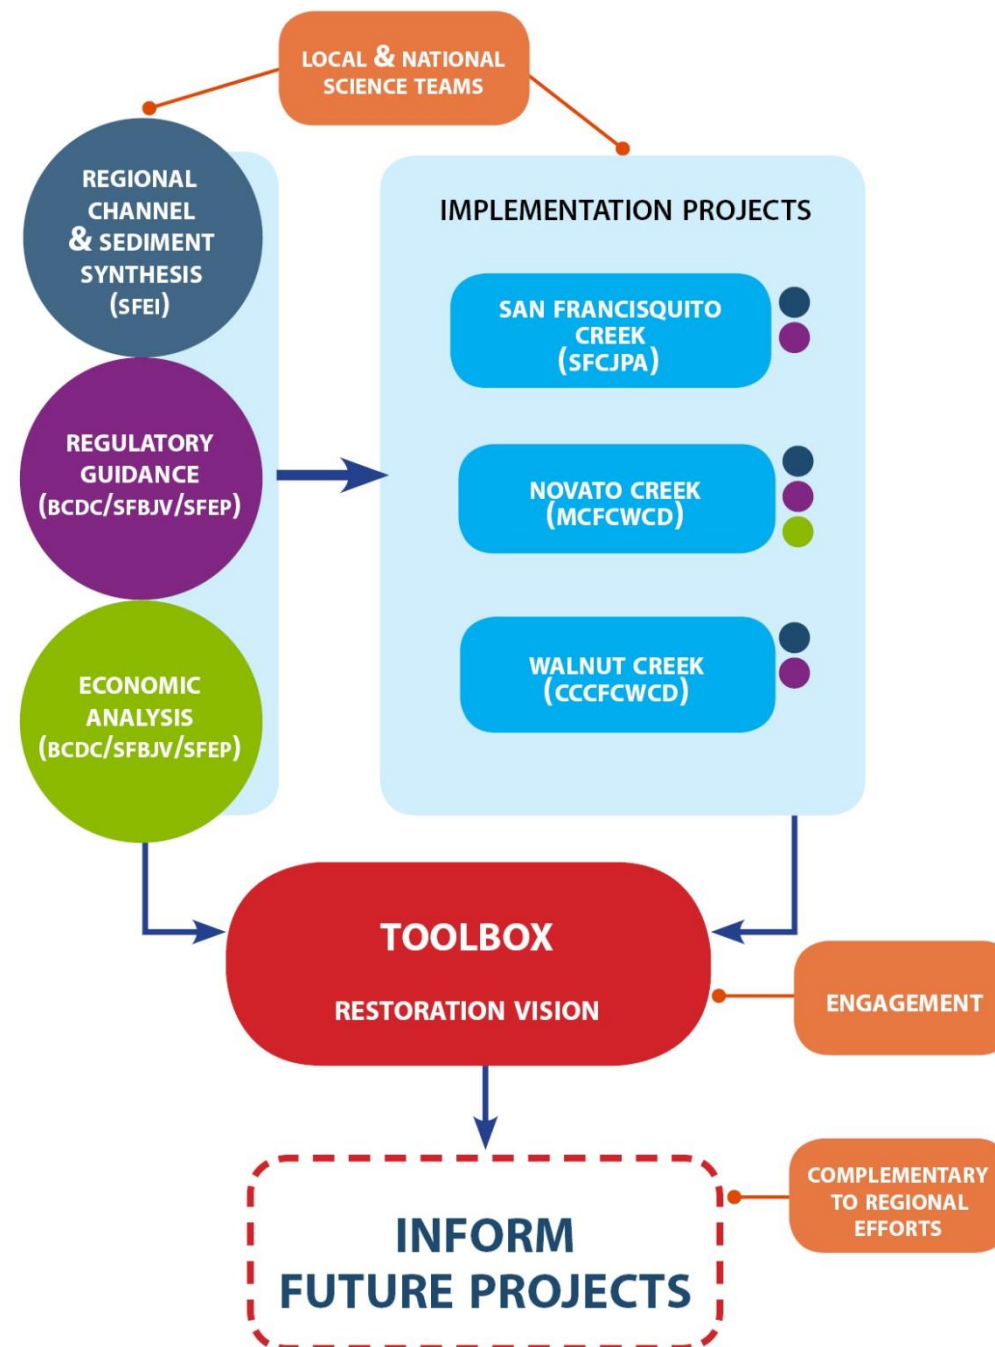 LOCAL & NATIONAL
SCIENCE TEAMS
REGIONAL
CHANNEL
& SEDIMENT
SYNTHESIS
(SFEI)
REGULATORY
GUIDANCE
(BCDC/SFBJV/SFEP)
ECONOMIC
ANALYSIS
(BCDC/SFBJV/SFEP)
IMPLEMENTATION PROJECTS
SAN FRANCISQUITO
CREEK
(SFCJPA)
NOVATO CREEK
(MCFCWCD)
WALNUT CREEK
(CCCFCWCD)
TOOLBOX
RESTORATION VISION
ENGAGEMENT
COMPLEMENTARY
TO REGIONAL
EFFORTS
INFORM
FUTURE PROJECTS